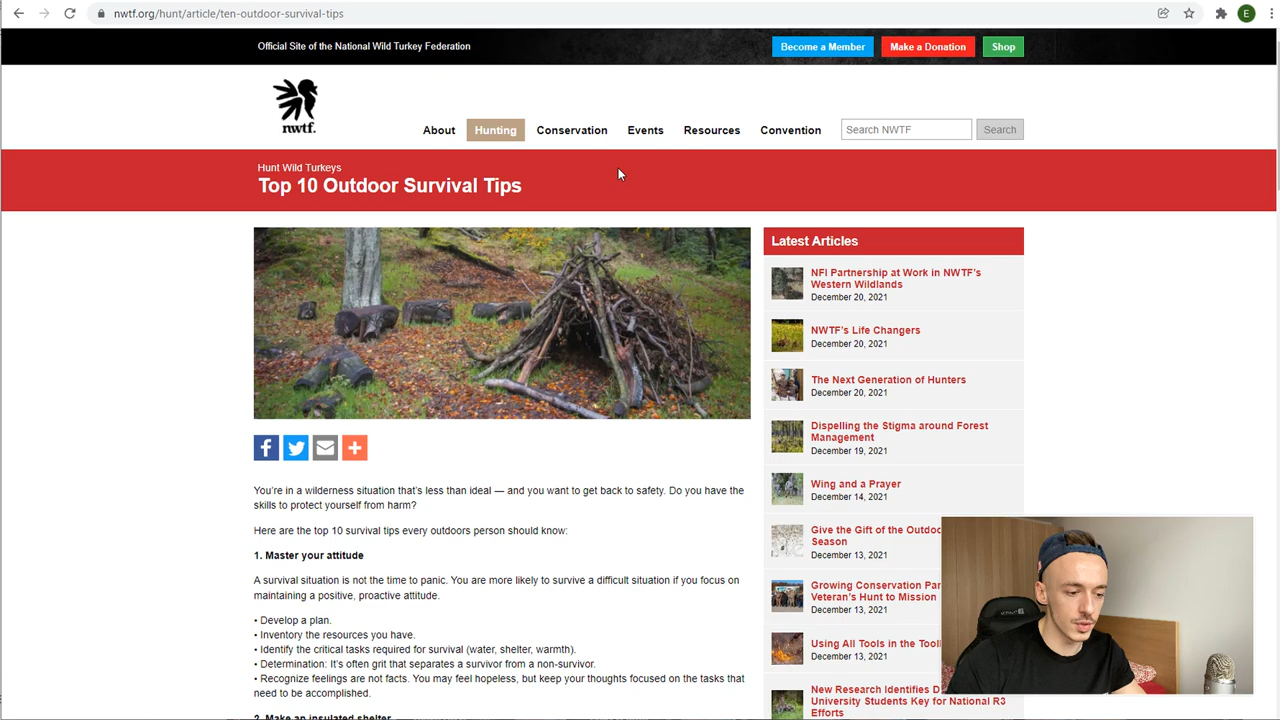 nwtf.org/hunt/article/ten-outdoor-survival-tips
E
Official Site of the National Wild Turkey Federation
Become a Member
Make a Donation
Shop
nwtf.
About
Hunting
Conservation
Events
Resources
Convention
Search NWTF
Search
Hunt Wild Turkeys
Top 10 Outdoor Survival Tips
You're in a wilderness situation that's less than ideal — and you want to get back to safety. Do you have the
skills to protect yourself from harm?
Here are the top 10 survival tips every outdoors person should know:
1. Master your attitude
A survival situation is not the time to panic. You are more likely to survive a difficult situation if you focus on
maintaining a positive, proactive attitude.
• Develop a plan.
• Inventory the resources you have.
• Identify the critical tasks required for survival (water, shelter, warmth).
• Determination: It's often grit that separates a survivor from a non-survivor.
• Recognize feelings are not facts. You may feel hopeless, but keep your thoughts focused on the tasks that
need to be accomplished.
2. Make an insulated shelter
Latest Articles
NFI Partnership at Work in NWTF's
Western Wildlands
December 20, 2021
NWTF's Life Changers
December 20, 2021
The Next Generation of Hunters
December 20, 2021
Dispelling the Stigma around Forest
Management
December 19, 2021
Wing and a Prayer
December 14, 2021
Give the Gift of the Outdoo
Season
December 13, 2021
Growing Conservation Par
Veteran's Hunt to Mission
December 13, 2021
Using All Tools in the Tool
December 13, 2021
New Research Identifies D
University Students Key for National R3
Efforts